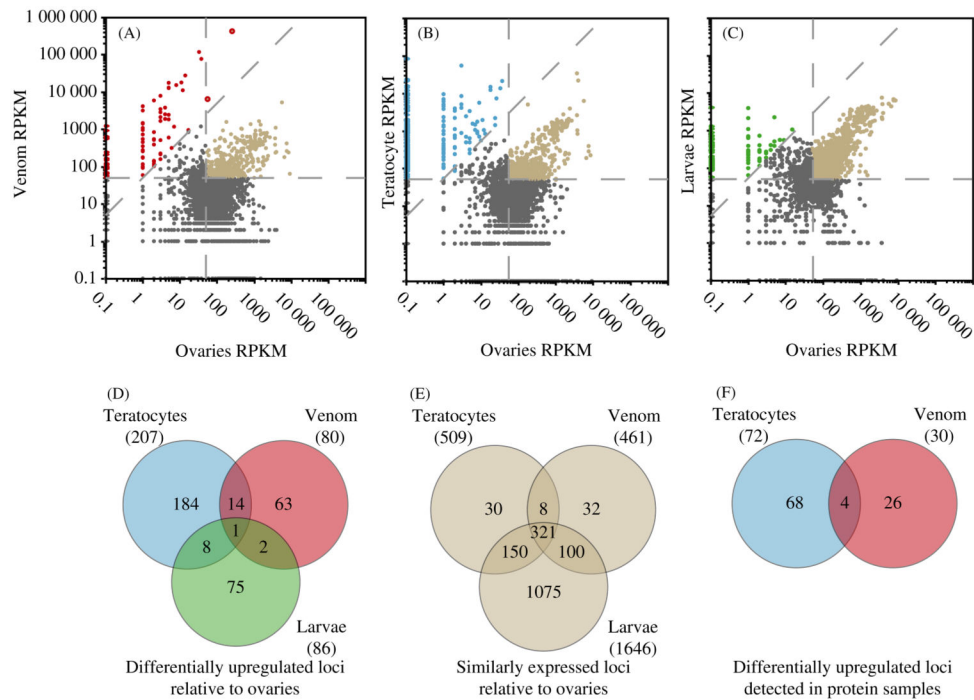 (A)
1 000 000
100 000
10 000
1000
100
10
1
0.1
Venom RPKM
0.1
1
10
100
1000
10 000
100 000
Ovaries RPKM
(B)
Teratocyte RPKM
0.1
1
10
100
1000
10 000
100 000
Ovaries RPKM
(C)
Larvae RPKM
0.1
1
10
100
1000
10 000
100 000
Ovaries RPKM
(D)
Teratocytes
(207)
Venom
(80)
184 14 63
1
8 2
75
Larvae
(86)
Differentially upregulated loci
relative to ovaries
(E)
Teratocytes
(509)
Venom
(461)
30 8 32
321
150 100
1075
Larvae
(1646)
Similarly expressed loci
relative to ovaries
(F)
Teratocytes
(72)
Venom
(30)
68 4 26
Differentially upregulated loci
detected in protein samples